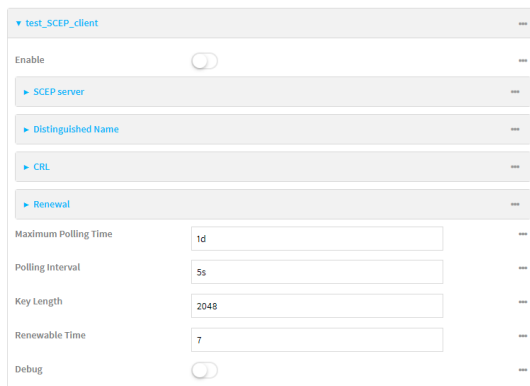 test_SCEP_client
Enable
SCEP server
Distinguished Name
CRL
Renewal
Maximum Polling Time 1d
Polling Interval 5s
Key Length 2048
Renewable Time 7
Debug